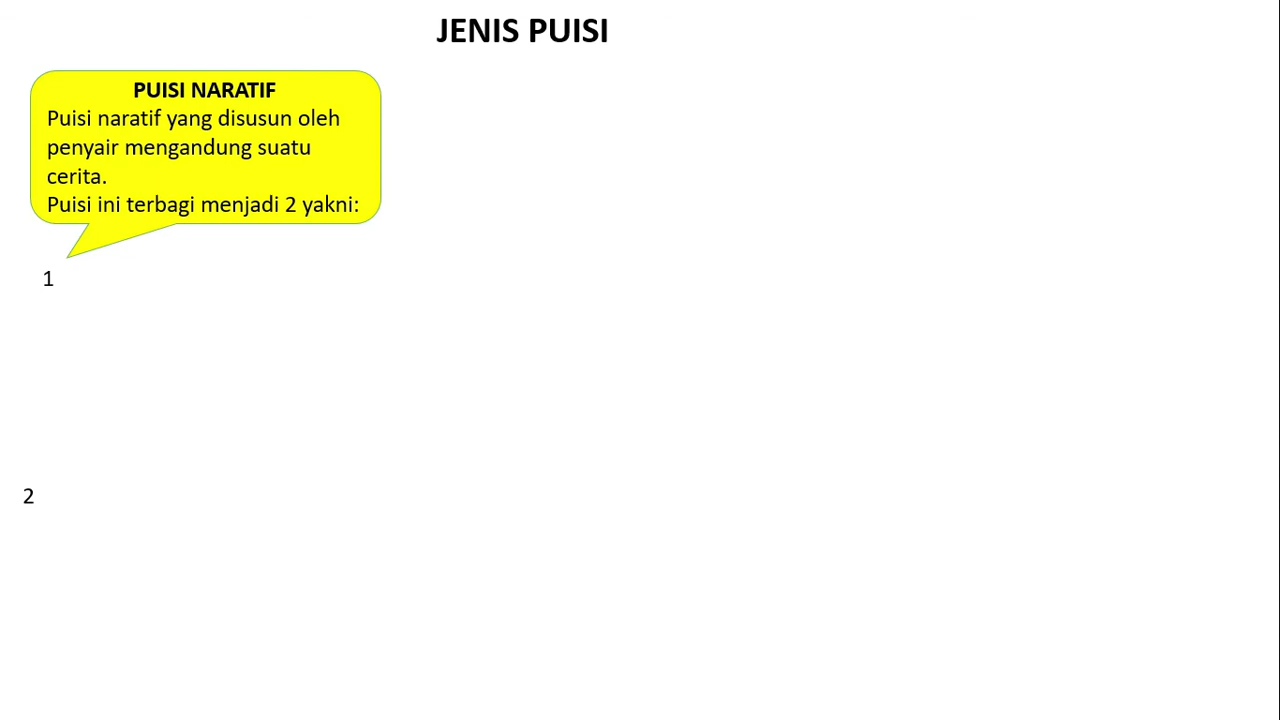 JENIS PUISI
PUISI NARATIF
Puisi naratif yang disusun oleh
penyair mengandung suatu
cerita.
Puisi ini terbagi menjadi 2 yakni:
1
2